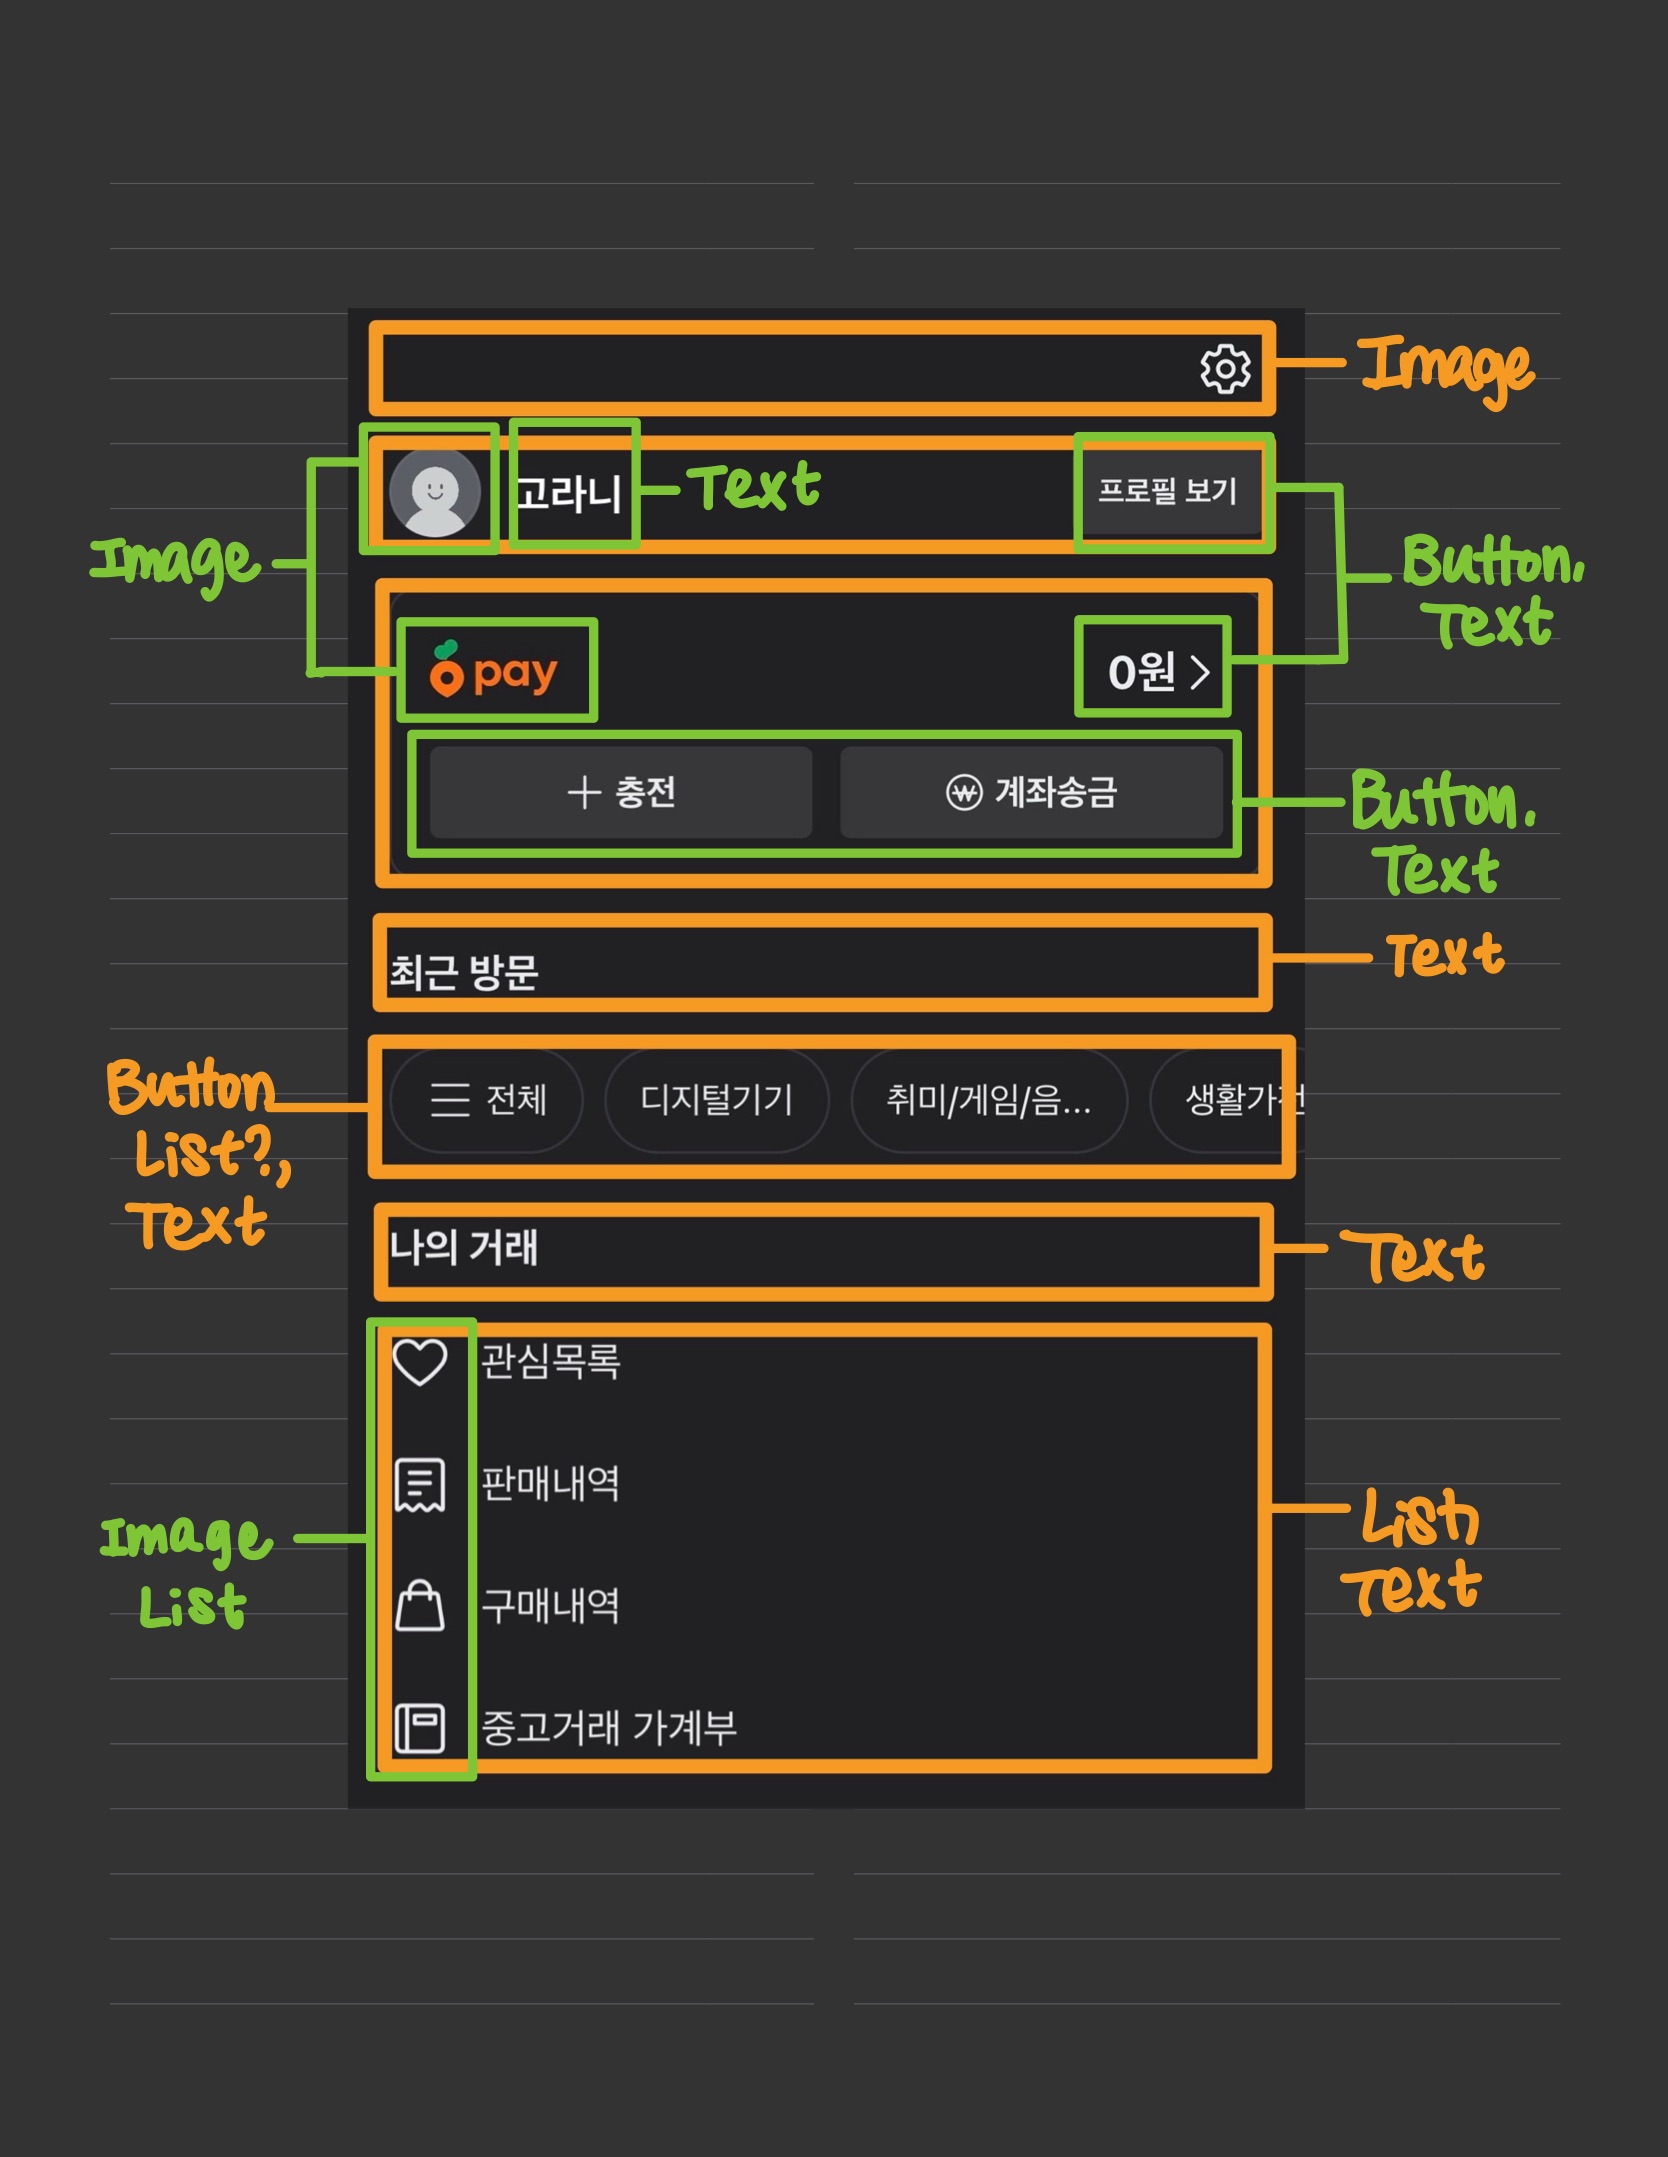 Image
고라니
Text
프로필 보기
Image
Button,
Text
pay
0원
충전
계좌송금
Button,
Text
최근 방문
Text
Button
List?,
Text
전체
디지털기기
취미/게임/음...
생활가전
나의 거래
Text
관심목록
판매내역
Image
List
List,
Text
구매내역
중고거래 가계부